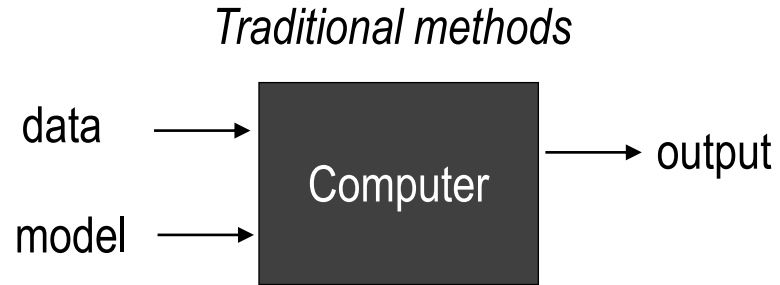 Traditional methods
data
model
Computer
output